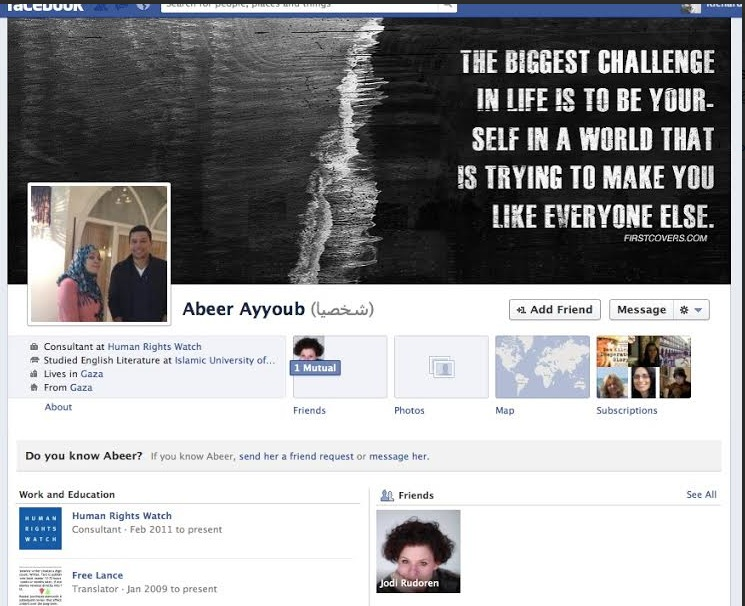 facebook
Search for people, places and things
Richard
THE BIGGEST CHALLENGE
IN LIFE IS TO BE YOUR-
SELF IN A WORLD THAT
IS TRYING TO MAKE YOU
LIKE EVERYONE ELSE.
FIRSTCOVERS.COM
Abeer Ayyoub (شخصيا)
+1 Add Friend
Message
Consultant at Human Rights Watch
Studied English Literature at Islamic University of...
Lives in Gaza
From Gaza
About
1 Mutual
Friends
Photos
Map
Subscriptions
Do you know Abeer? If you know Abeer, send her a friend request or message her.
Work and Education
HUMAN
RIGHTS
WATCH
Human Rights Watch
Consultant · Feb 2011 to present
Free Lance
Translator · Jan 2009 to present
Friends
See All
Jodi Rudoren